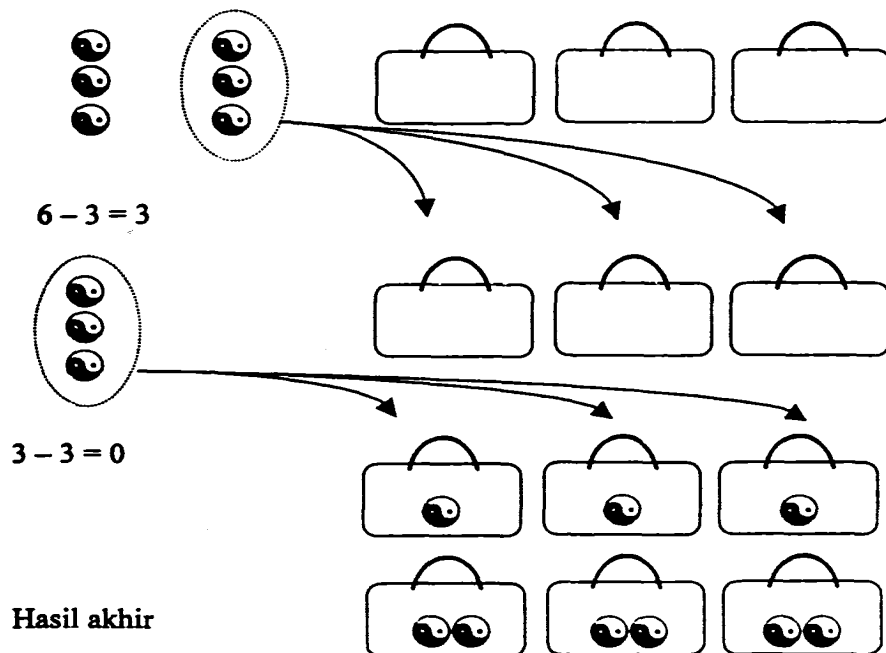 6 – 3 = 3
3 – 3 = 0
Hasil akhir